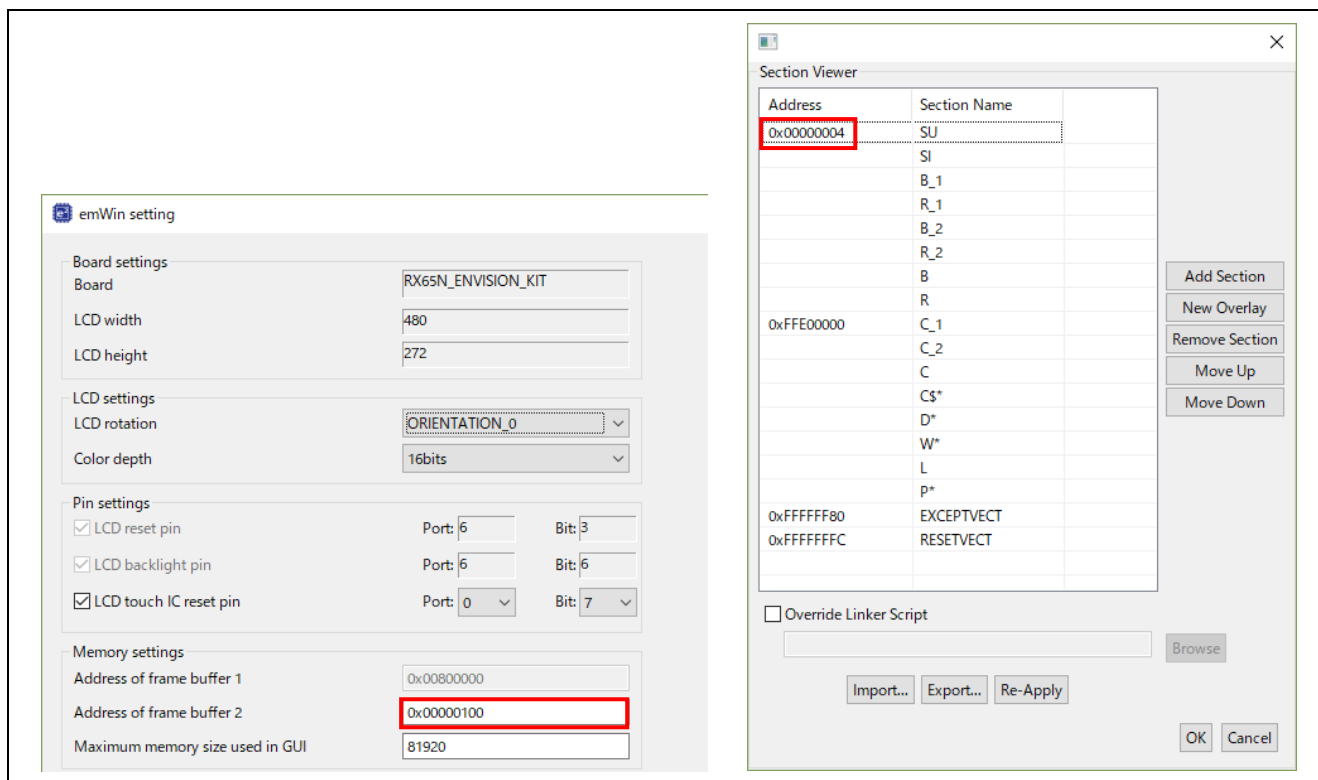 emWin setting
Board settings
Board RX65N_ENVISION_KIT
LCD width 480
LCD height 272
LCD settings
LCD rotation ORIENTATION_0
Color depth 16bits
Pin settings
LCD reset pin Port: 6 Bit: 3
LCD backlight pin Port: 6 Bit: 6
LCD touch IC reset pin Port: 0 Bit: 7
Memory settings
Address of frame buffer 1 0x00800000
Address of frame buffer 2 0x00000100
Maximum memory size used in GUI 81920
Section Viewer
Address Section Name
0x00000004 SU
SI
B_1
R_1
B_2
R_2
B
R
0xFFE00000 C_1
C_2
C
C$*
D*
W*
L
P*
0xFFFFFF80 EXCEPTVECT
0xFFFFFFFC RESETVECT
Add Section
New Overlay
Remove Section
Move Up
Move Down
Override Linker Script
Browse
Import... Export... Re-Apply
OK Cancel